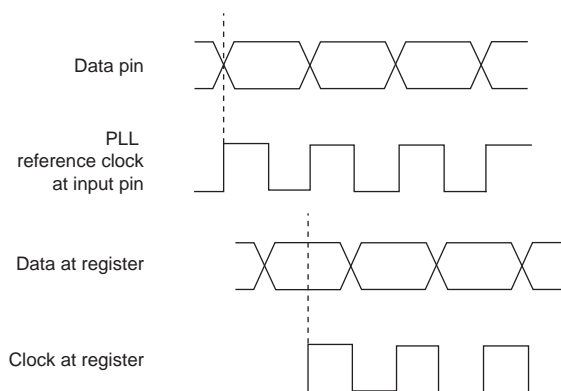 Data pin
PLL
reference clock
at input pin
Data at register
Clock at register